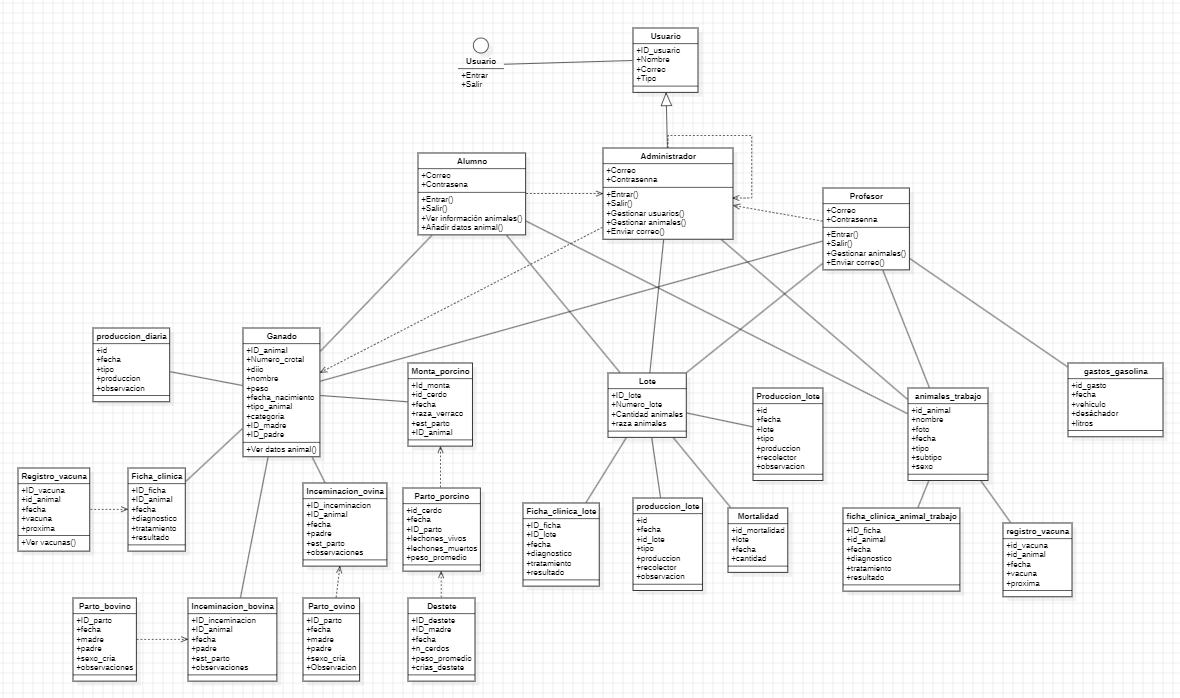 Usuario
+Entrar
+Salir
Usuario
+ID_usuario
+Nombre
+Correo
+Tipo
Alumno
+Correo
+Contrasena
+Entrar()
+Salir()
+Ver información animales()
+Añadir datos animal()
Administrador
+Correo
+Contrasenna
+Entrar()
+Salir()
+Gestionar usuarios()
+Gestionar animales()
+Enviar correo()
Profesor
+Correo
+Contrasenna
+Entrar()
+Salir()
+Gestionar animales()
+Enviar correo()
produccion_diaria
+id
+fecha
+tipo
+produccion
+observacion
Ganado
+ID_animal
+Numero_crotal
+diio
+nombre
+peso
+fecha_nacimiento
+tipo_animal
+categoria
+ID_madre
+ID_padre
+Ver datos animal()
Monta_porcino
+id_monta
+id_cerdo
+fecha
+raza_verraco
+est_parto
+ID_animal
Lote
+ID_lote
+Numero_lote
+Cantidad animales
+raza animales
Produccion_lote
+id
+fecha
+lote
+tipo
+produccion
+recolector
+observacion
animales_trabajo
+id_animal
+nombre
+foto
+fecha
+tipo
+subtipo
+sexo
gastos_gasolina
+id_gasto
+fecha
+vehiculo
+desáchador
+litros
Registro_vacuna
+ID_vacuna
+id_animal
+fecha
+vacuna
+proxima
+Ver vacunas()
Ficha_clinica
+ID_ficha
+ID_animal
+fecha
+diagnostico
+tratamiento
+resultado
Inceminacion_ovina
+ID_inceminacion
+ID_animal
+fecha
+padre
+est_parto
+observaciones
Parto_porcino
+id_cerdo
+fecha
+ID_parto
+lechones_vivos
+lechones_muertos
+peso_promedio
Ficha_clinica_lote
+ID_ficha
+ID_lote
+fecha
+diagnostico
+tratamiento
+resultado
produccion_lote
+id
+fecha
+id_lote
+tipo
+produccion
+recolector
+observacion
Mortalidad
+id_mortalidad
+lote
+fecha
+cantidad
ficha_clinica_animal_trabajo
+ID_ficha
+id_animal
+fecha
+diagnostico
+tratamiento
+resultado
registro_vacuna
+id_vacuna
+id_animal
+fecha
+vacuna
+proxima
Parto_bovino
+ID_parto
+fecha
+madre
+padre
+sexo_cria
+observaciones
Inceminacion_bovina
+ID_inceminacion
+ID_animal
+fecha
+padre
+est_parto
+observaciones
Parto_ovino
+ID_parto
+fecha
+madre
+padre
+sexo_cria
+Observacion
Destete
+ID_destete
+ID_madre
+fecha
+n_cerdos
+peso_promedio
+crias_destete